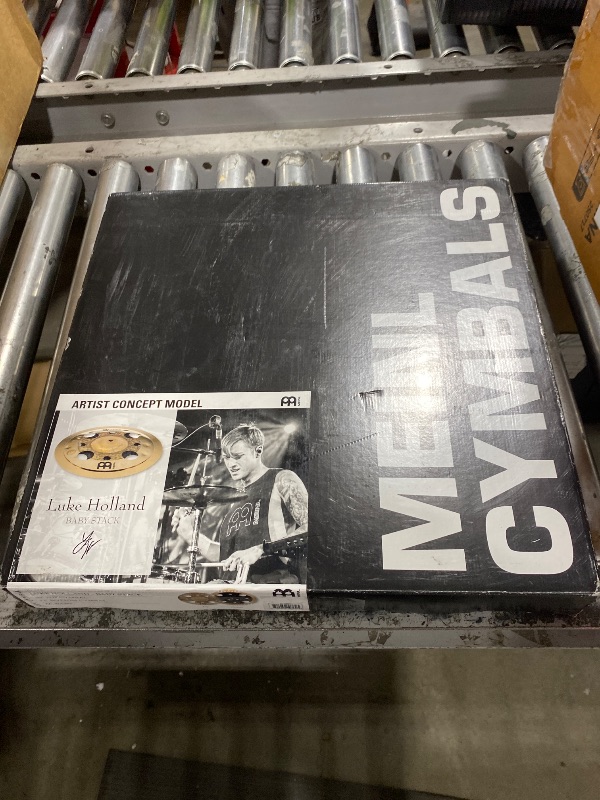 MEINL
CYMBALS
ARTIST CONCEPT MODEL
Luke Holland
BABY STACK